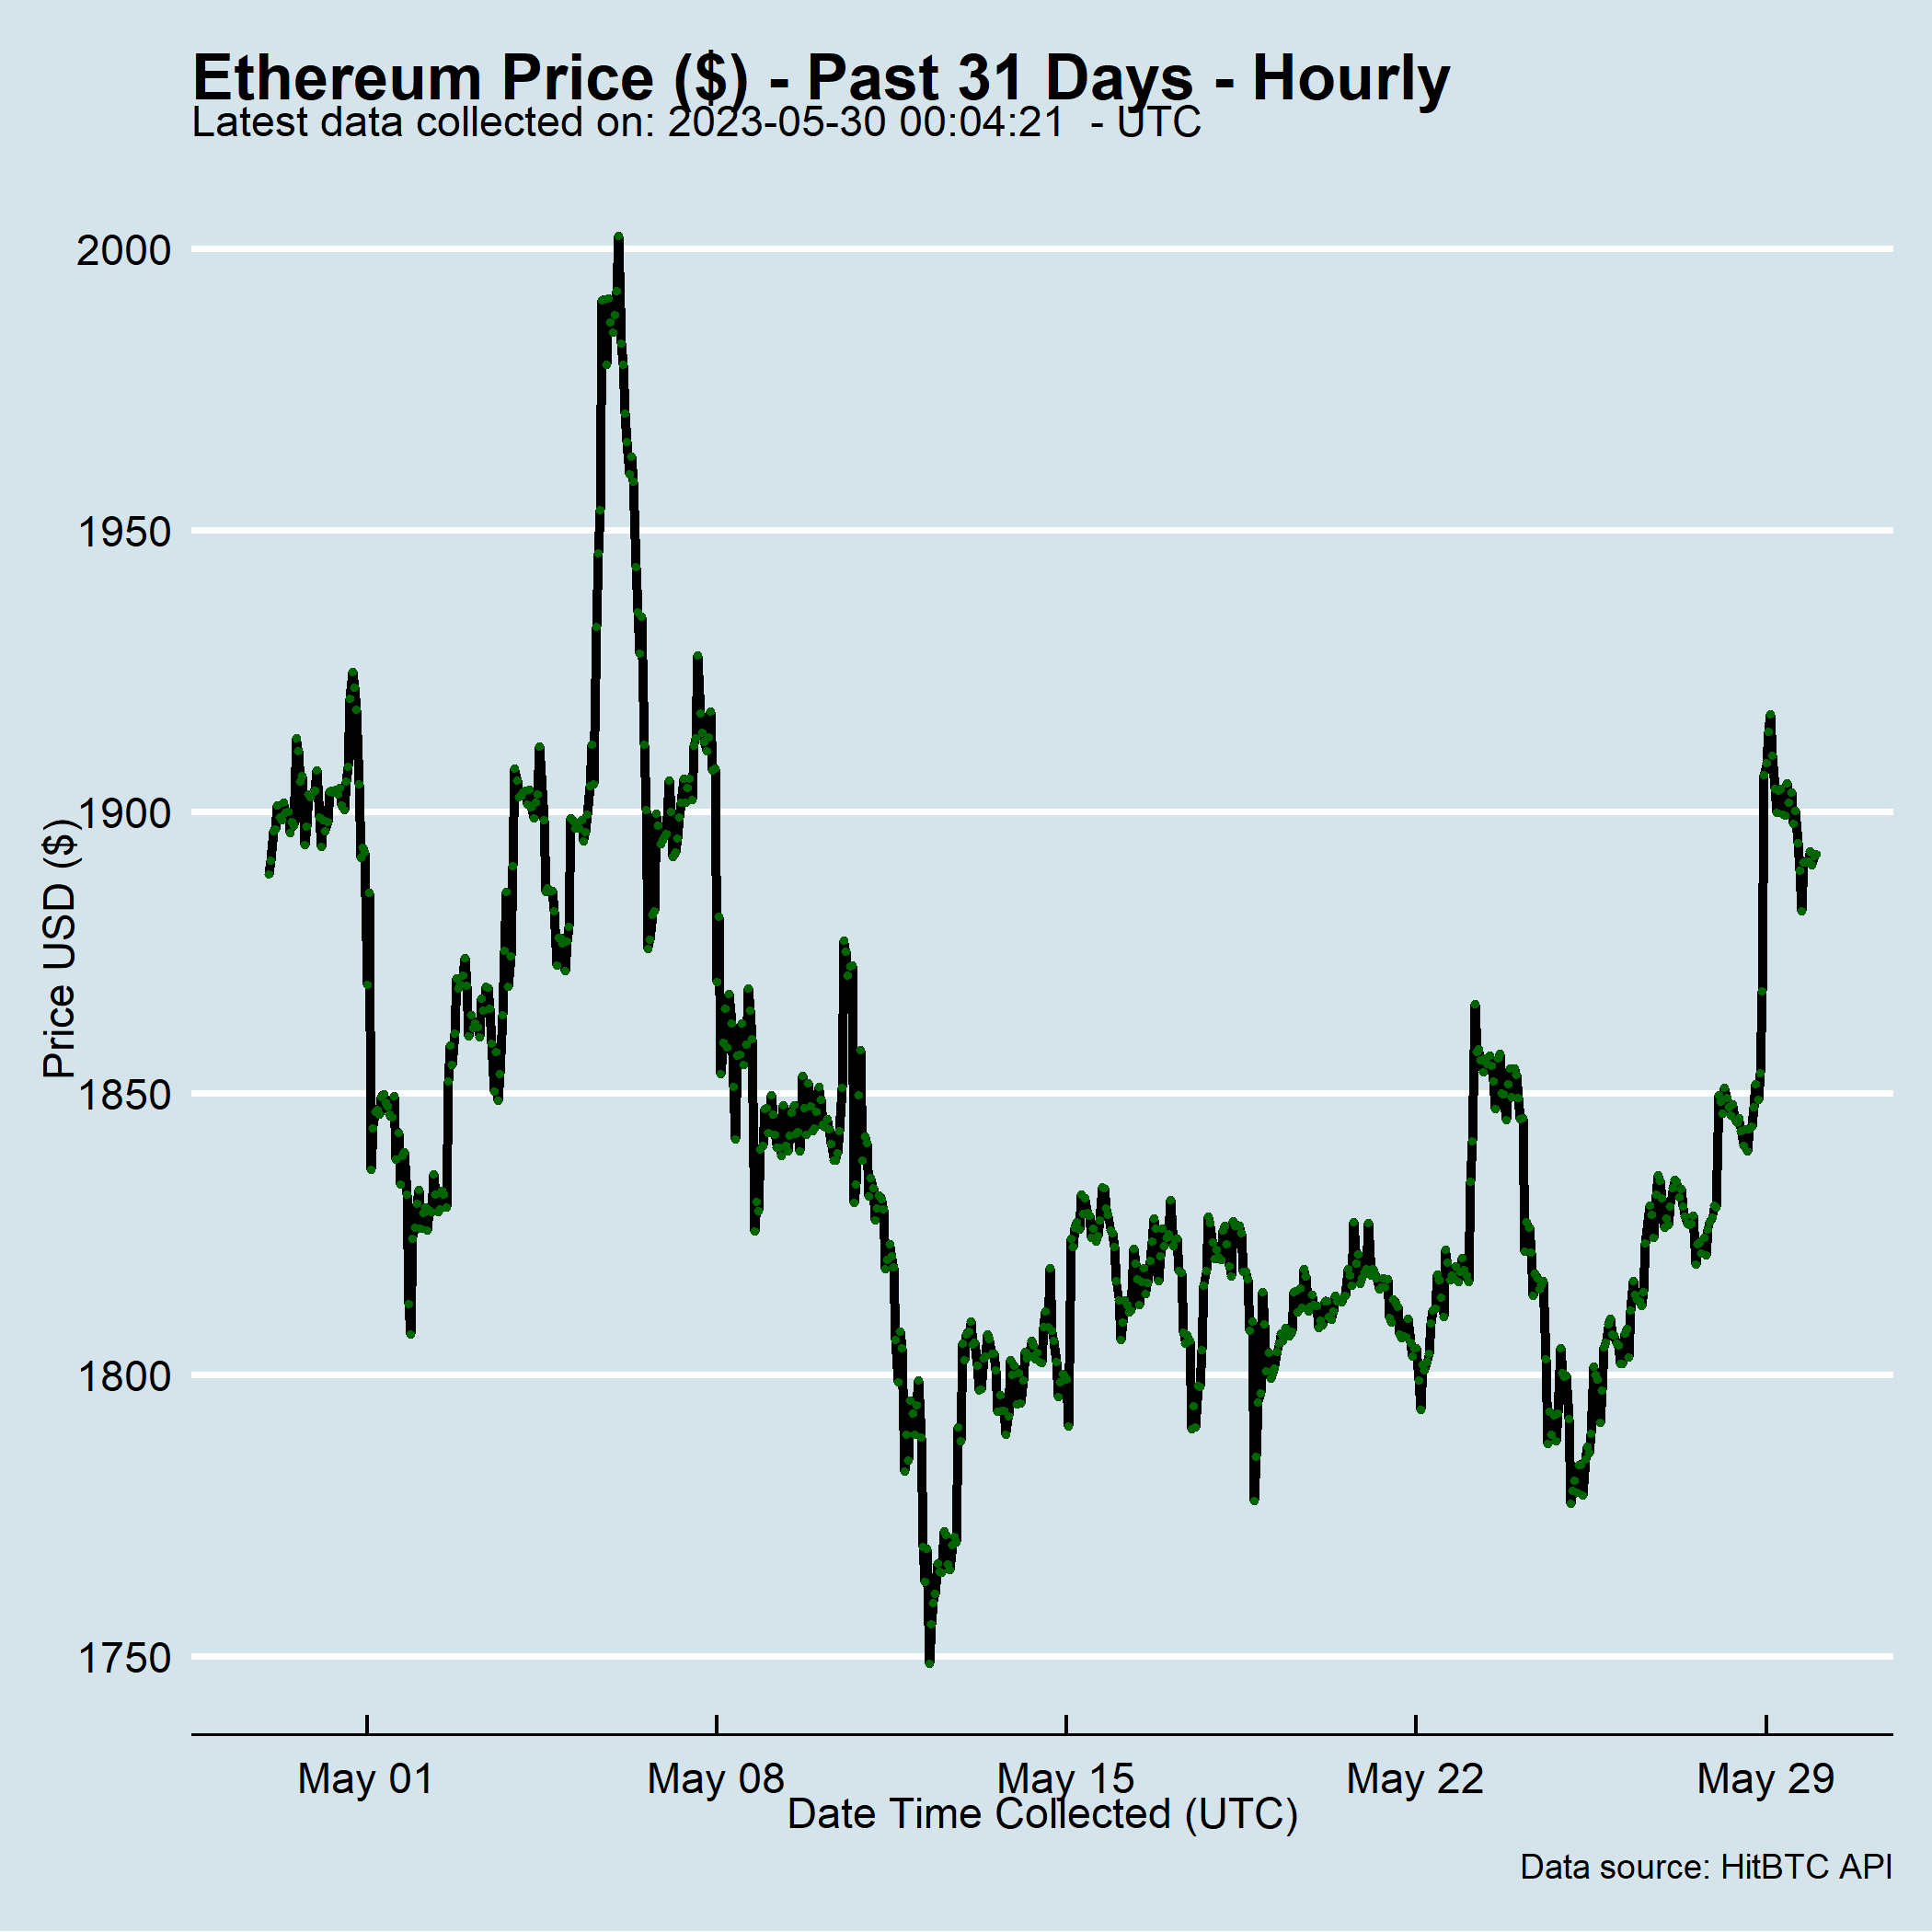 Ethereum Price ($) - Past 31 Days - Hourly
Latest data collected on: 2023-05-30 00:04:21  - UTC
Price USD ($)
2000
1950
1900
1850
1800
1750
May 01 May 08 May 15 May 22 May 29
Date Time Collected (UTC)
Data source: HitBTC API